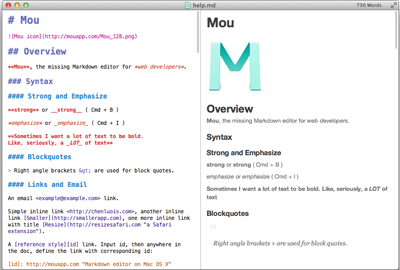 help.md
730 Words
# Mou
![Mou icon](http://mouapp.com/Mou_128.png)
## Overview
**Mou**, the missing Markdown editor for *web developers*.
### Syntax
#### Strong and Emphasize
**strong** or __strong__ ( Cmd + B )
*emphasize* or _emphasize_ ( Cmd + I )
**Sometimes I want a lot of text to be bold.
Like, seriously, a _LOT_ of text**
#### Blockquotes
> Right angle brackets &gt; are used for block quotes.
#### Links and Email
An email <example@example.com> link.
Simple inline link <http://chenluois.com>, another inline
link [Smaller](http://smallerapp.com), one more inline link
with title [Resize](http://resizesafari.com "a Safari
extension").
A [reference style][id] link. Input id, then anywhere in
the doc, define the link with corresponding id:
[id]: http://mouapp.com "Markdown editor on Mac OS X"
Mou
M
Overview
Mou, the missing Markdown editor for web developers.
Syntax
Strong and Emphasize
strong or strong ( Cmd + B )
emphasize or emphasize ( Cmd + I )
Sometimes I want a lot of text to be bold. Like, seriously, a LOT of
text
Blockquotes
Right angle brackets > are used for block quotes.